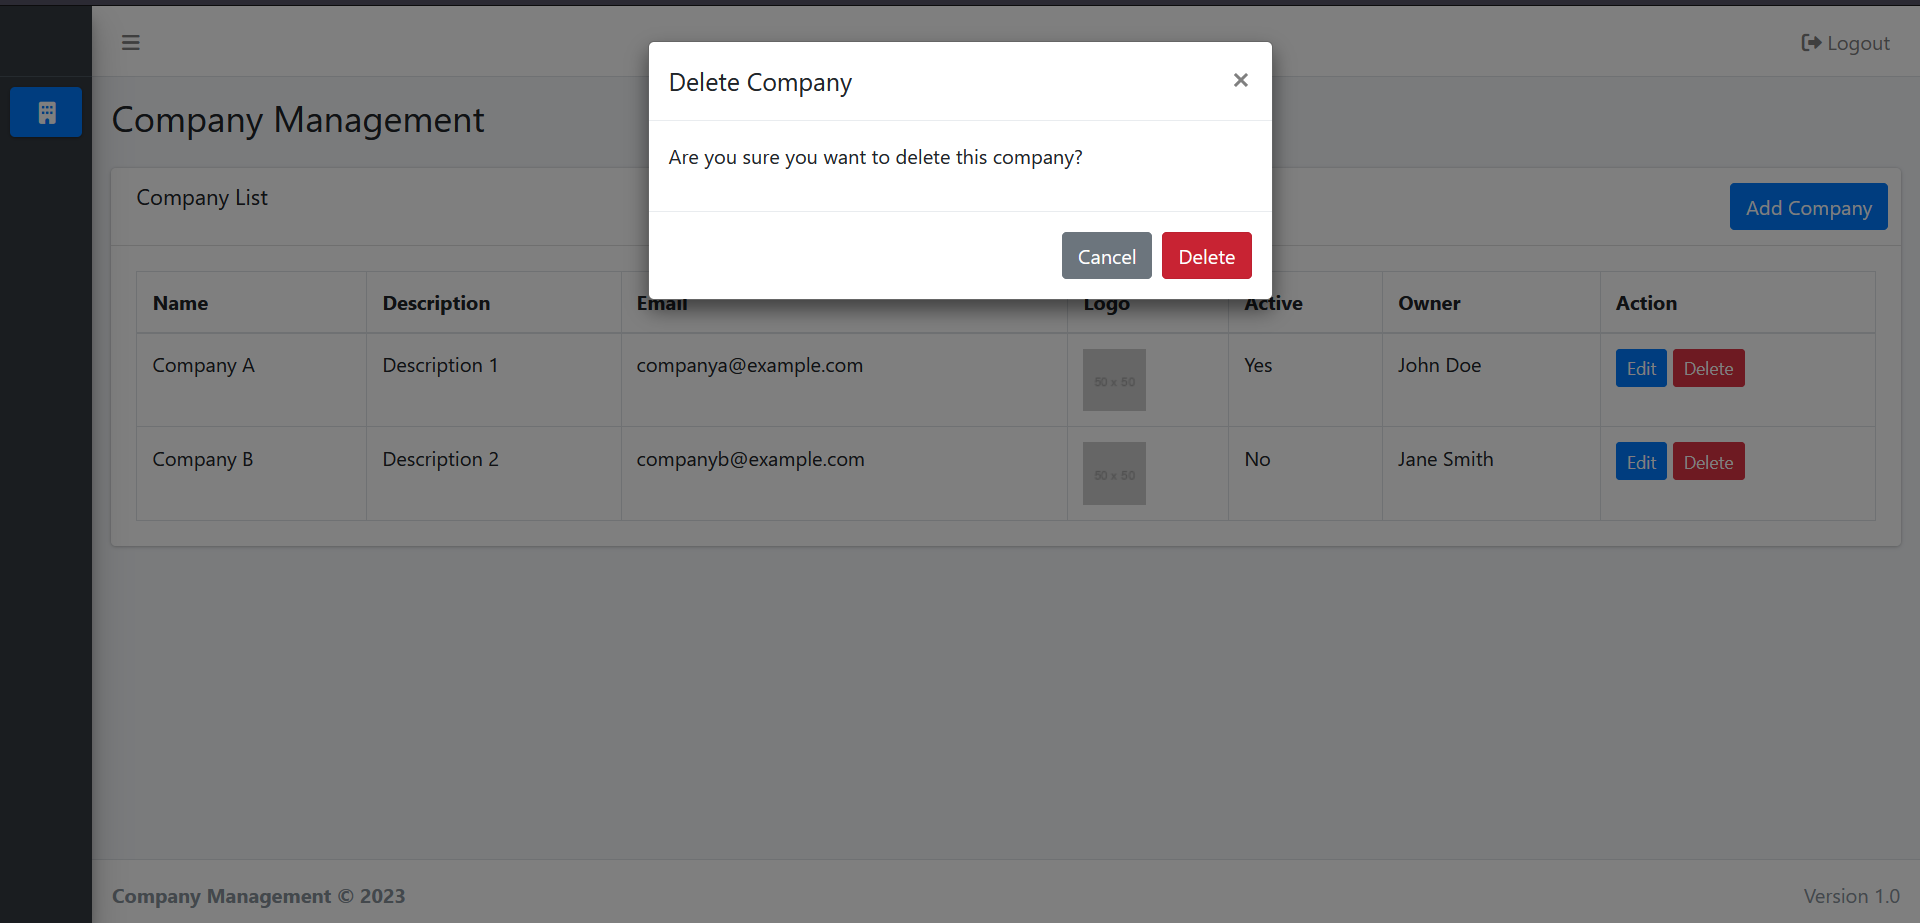 Logout
Delete Company ×
Company Management
Are you sure you want to delete this company?
Company List
Add Company
Cancel Delete
Name Description Email Logo Active Owner Action
Company A Description 1 companya@example.com 50 x 50 Yes John Doe Edit Delete
Company B Description 2 companyb@example.com 50 x 50 No Jane Smith Edit Delete
Company Management © 2023 Version 1.0